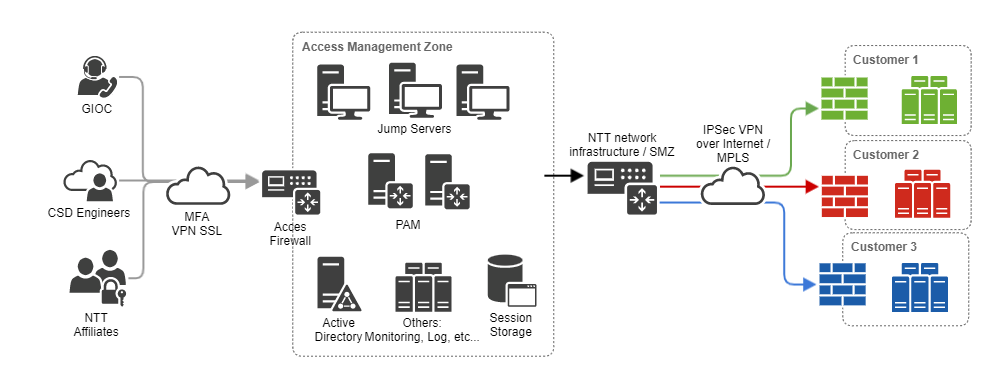 GIOC
CSD Engineers
NTT
Affiliates
MFA
VPN SSL
Acces
Firewall
Access Management Zone
Jump Servers
PAM
Active
Directory
Others:
Monitoring, Log, etc...
Session
Storage
NTT network
infrastructure / SMZ
IPSec VPN
over Internet /
MPLS
Customer 1
Customer 2
Customer 3